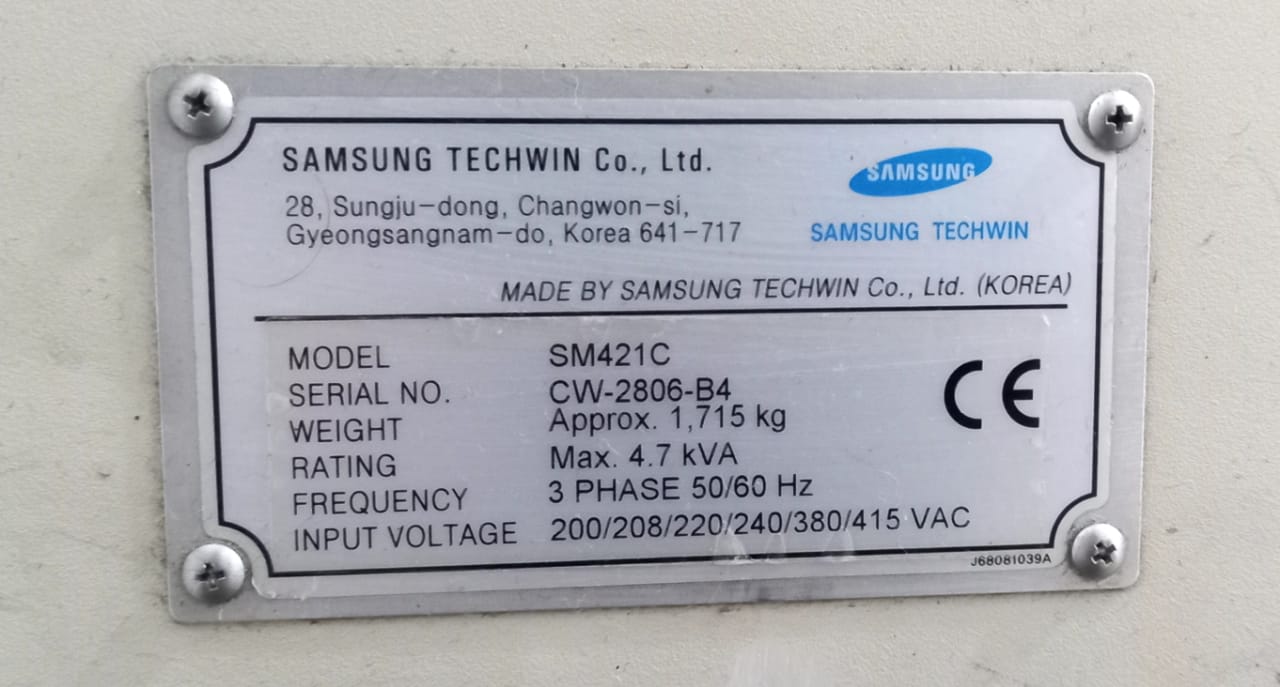 SAMSUNG TECHWIN Co., Ltd.
28, Sungju-dong, Changwon-si,
Gyeongsangnam-do, Korea 641-717
SAMSUNG
SAMSUNG TECHWIN
MADE BY SAMSUNG TECHWIN Co., Ltd. (KOREA)
MODEL SM421C
SERIAL NO. CW-2806-B4
WEIGHT Approx. 1,715 kg
RATING Max. 4.7 kVA
FREQUENCY 3 PHASE 50/60 Hz
INPUT VOLTAGE 200/208/220/240/380/415 VAC
CE
J68081039A